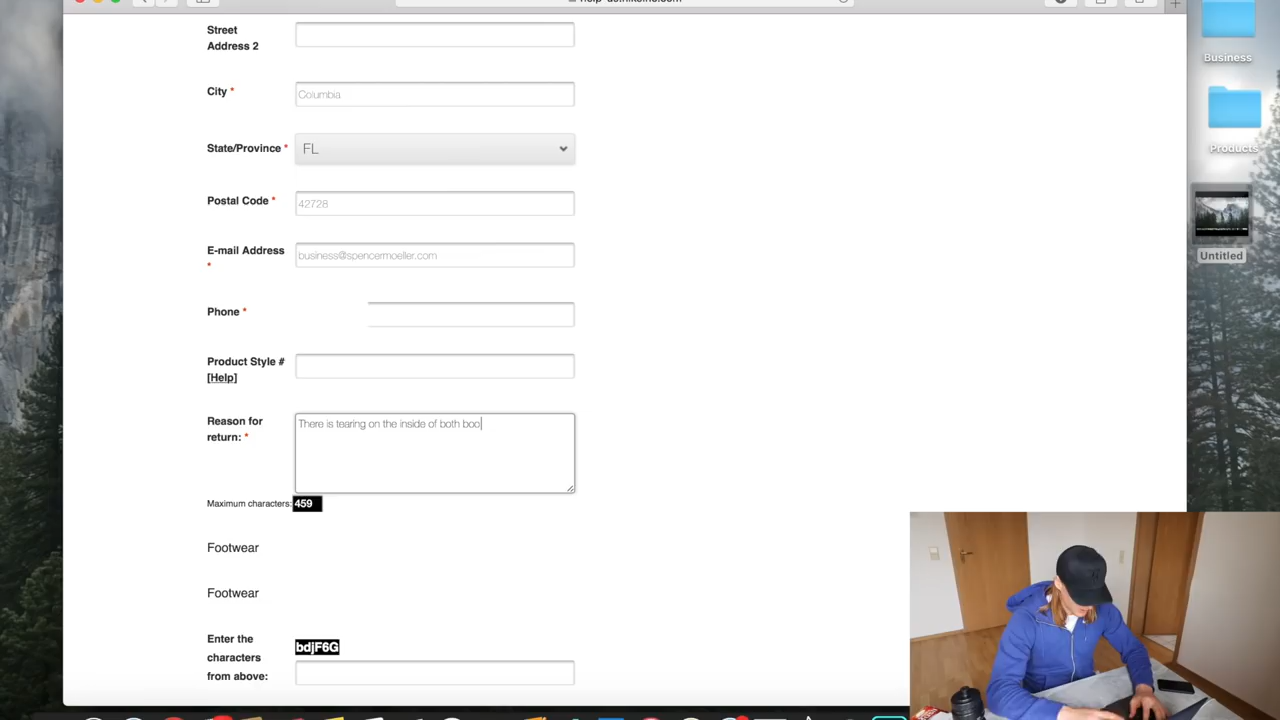 Street
Address 2
City *
Columbia
State/Province *
FL
Postal Code *
42728
E-mail Address
*
business@spencermoeller.com
Phone *
Product Style #
[Help]
Reason for
return: *
There is tearing on the inside of both boo
Maximum characters: 459
Footwear
Footwear
Enter the
characters
from above:
bdjF6G
Business
Products
Untitled